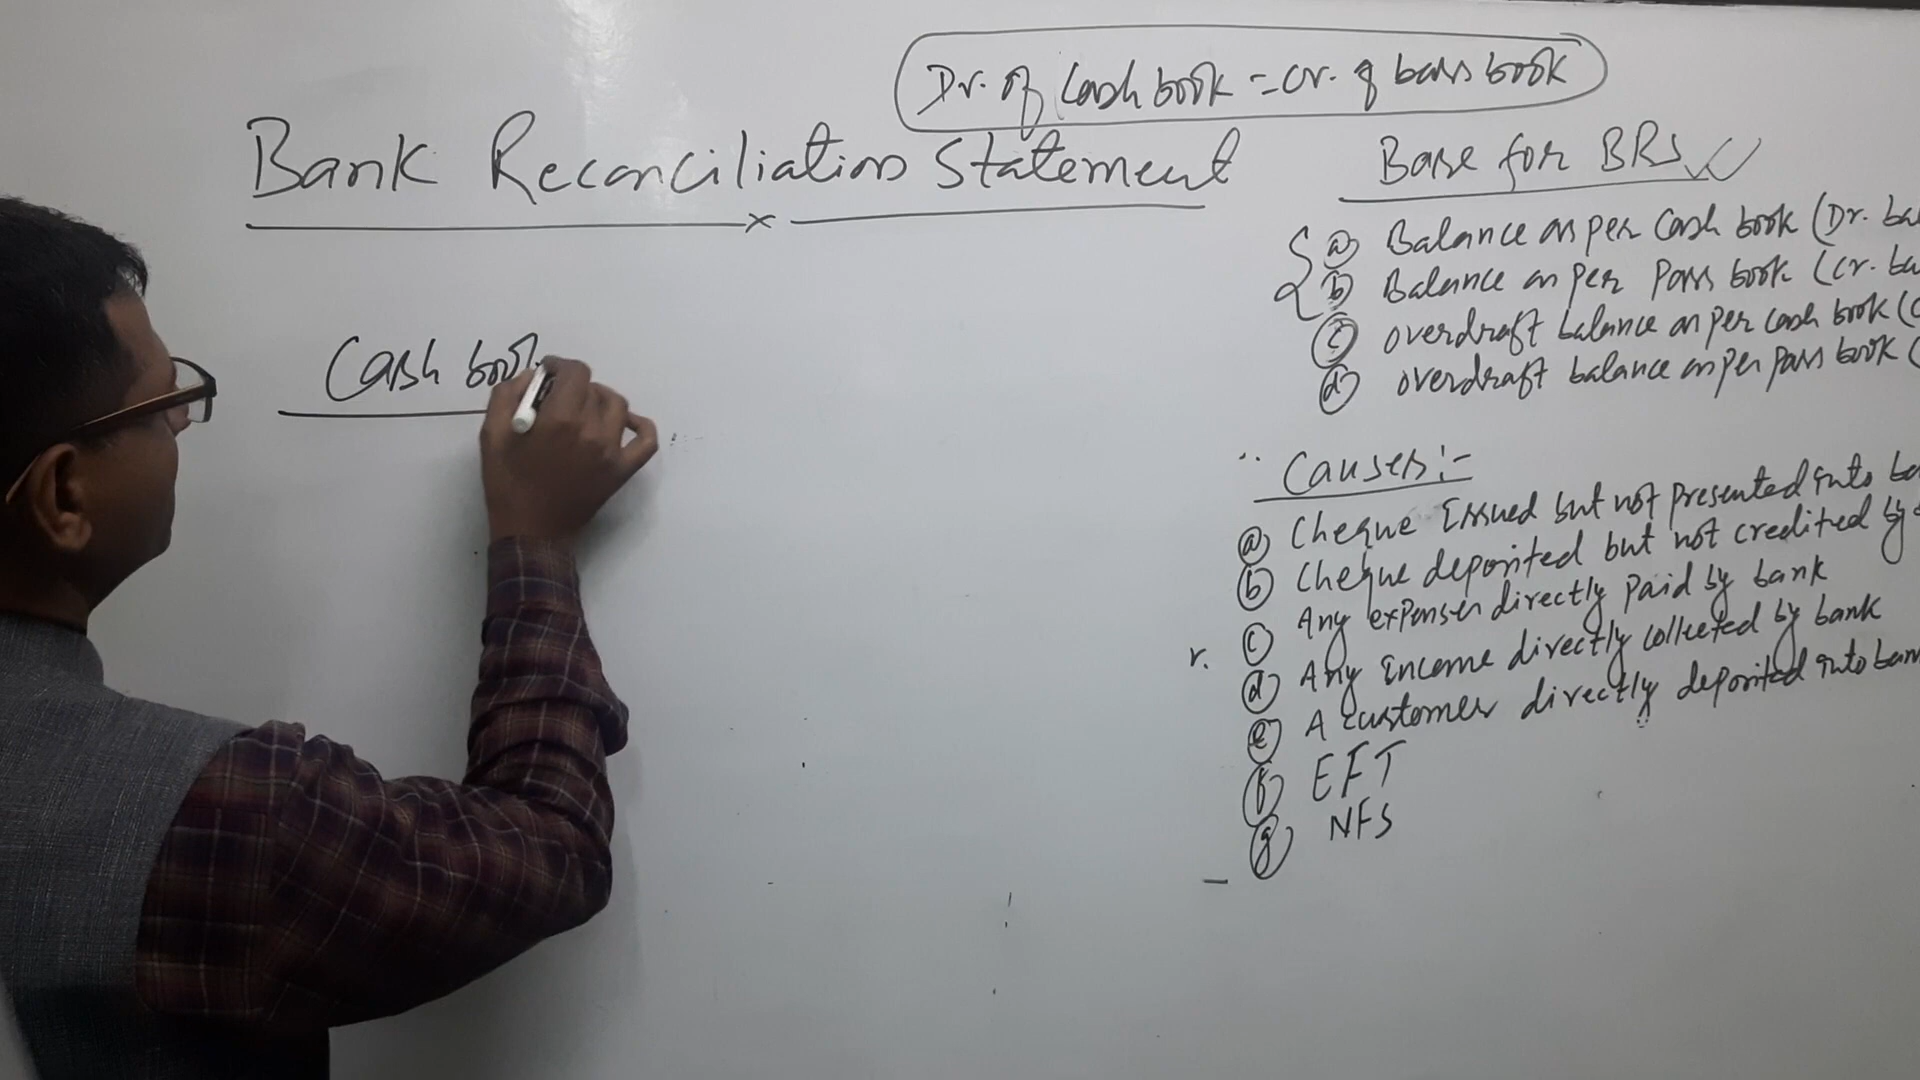 Dr. of Cash book = Cr. of pass book
Bank Reconciliation Statement
Cash book
Base for BRS
a) Balance as per Cash book (Dr. ba
b) Balance as per Pass book (Cr. ba
c) overdraft balance as per cash book (
d) overdraft balance as per pass book (
Causes:-
a) Cheque Issued but not presented into ba
b) Cheque deposited but not credited by
c) Any expenses directly paid by bank
r.
d) Any Income directly collected by bank
e) A customer directly deposited into ban
f) EFT
g) NFS